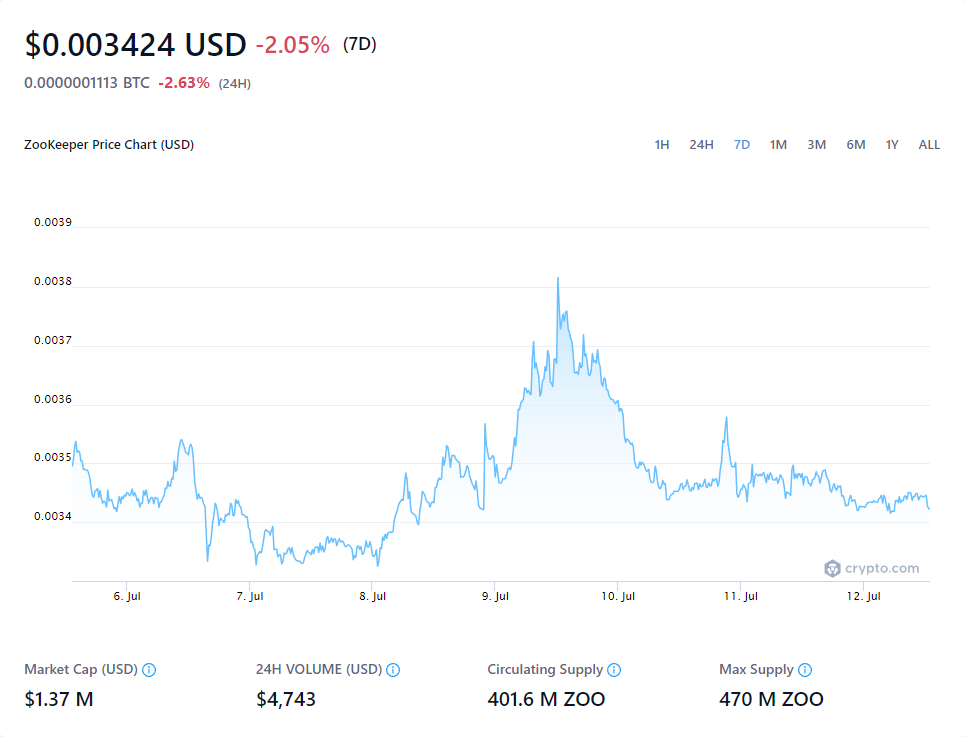 $0.003424 USD -2.05% (7D)
0.0000001113 BTC -2.63% (24H)
ZooKeeper Price Chart (USD) 1H 24H 7D 1M 3M 6M 1Y ALL
0.0039
0.0038
0.0037
0.0036
0.0035
0.0034
crypto.com
6. Jul 7. Jul 8. Jul 9. Jul 10. Jul 11. Jul 12. Jul
Market Cap (USD) 24H VOLUME (USD) Circulating Supply Max Supply
$1.37 M $4,743 401.6 M ZOO 470 M ZOO